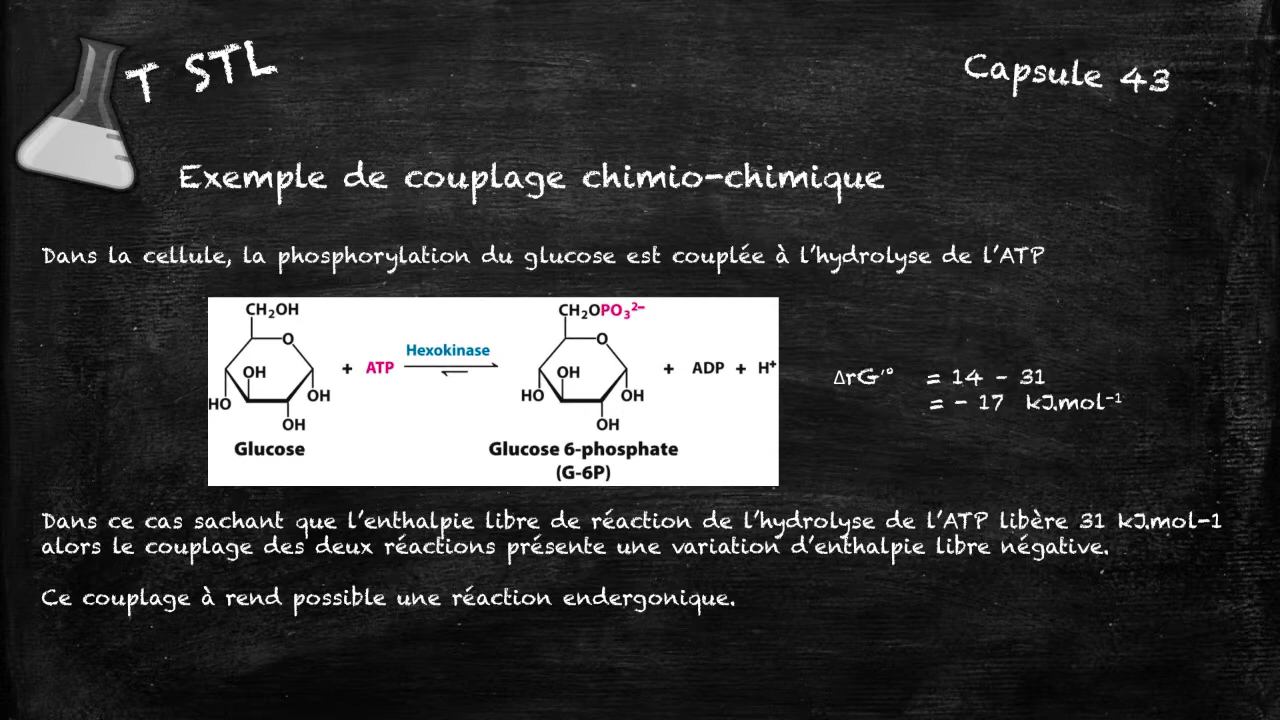 T STL
Capsule 43
Exemple de couplage chimio-chimique
Dans la cellule, la phosphorylation du glucose est couplée à l'hydrolyse de l'ATP
CH₂OH
O
OH
HO
OH
OH
Glucose
+ ATP
Hexokinase
CH₂OPO₃²⁻
O
OH
HO
OH
OH
Glucose 6-phosphate
(G-6P)
+ ADP + H⁺
ΔrG'° = 14 - 31
= - 17 kJ.mol⁻¹
Dans ce cas sachant que l'enthalpie libre de réaction de l'hydrolyse de l'ATP libère 31 kJ.mol-1
alors le couplage des deux réactions présente une variation d'enthalpie libre négative.
Ce couplage à rend possible une réaction endergonique.